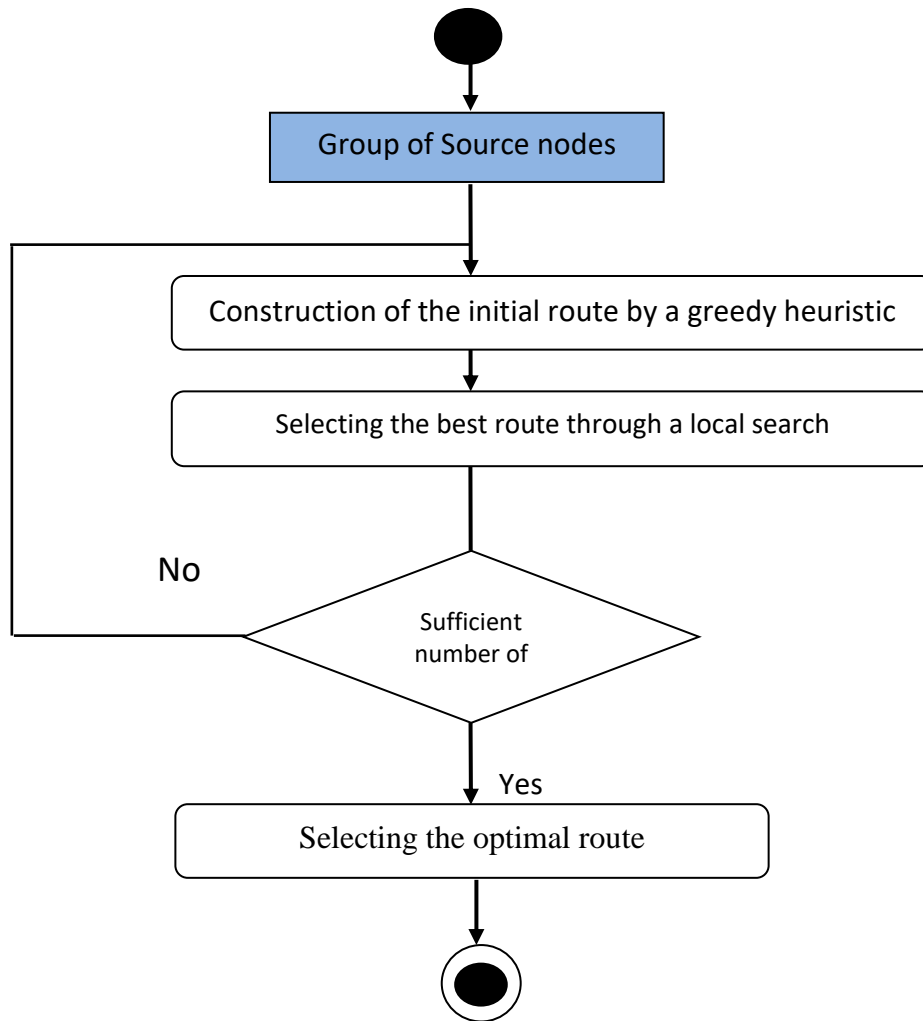 Group of Source nodes
Construction of the initial route by a greedy heuristic
Selecting the best route through a local search
No
Sufficient
number of
Yes
Selecting the optimal route